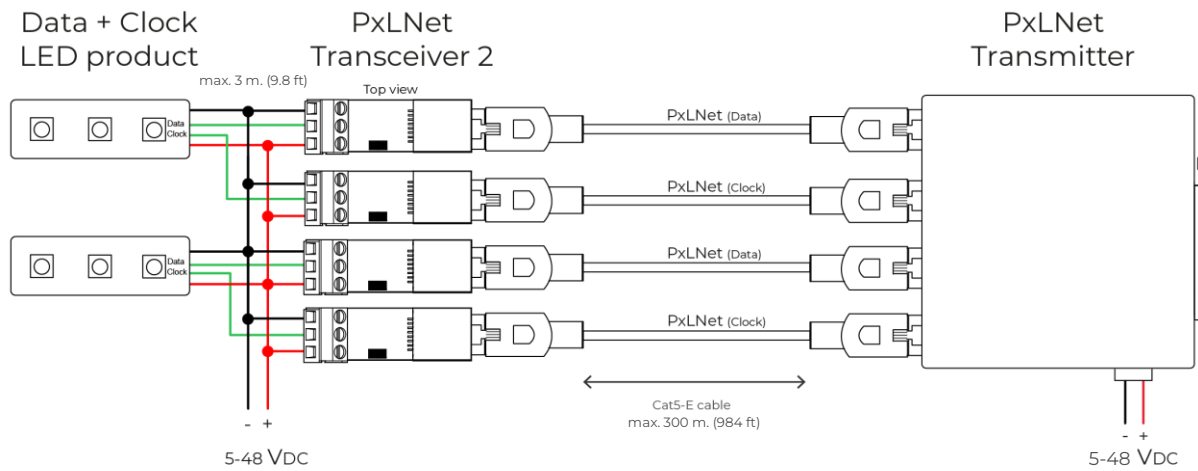 Data + Clock
LED product
PxLNet
Transceiver 2
PxLNet
Transmitter
max. 3 m. (9.8 ft)
Top view
Data
Clock
PxLNet (Data)
PxLNet (Clock)
Data
Clock
PxLNet (Data)
PxLNet (Clock)
Cat5-E cable
max. 300 m. (984 ft)
- +
5-48 VDC
- +
5-48 VDC